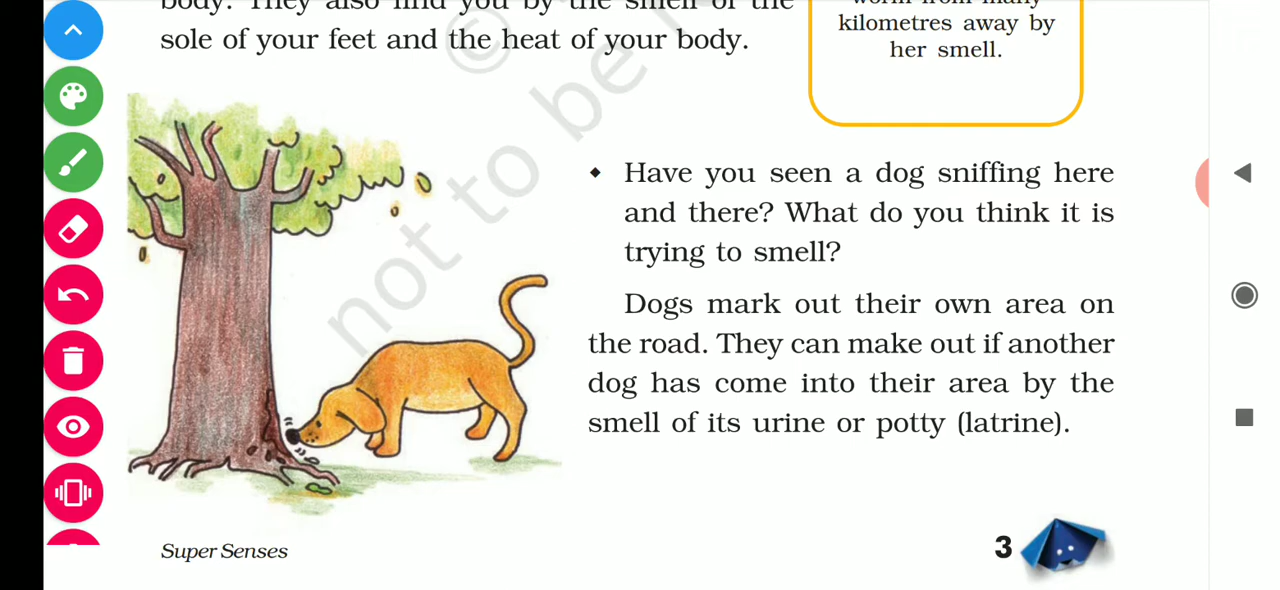 sole of your feet and the heat of your body.
kilometres away by
her smell.
© not to be
◆ Have you seen a dog sniffing here
and there? What do you think it is
trying to smell?
Dogs mark out their own area on
the road. They can make out if another
dog has come into their area by the
smell of its urine or potty (latrine).
Super Senses
3